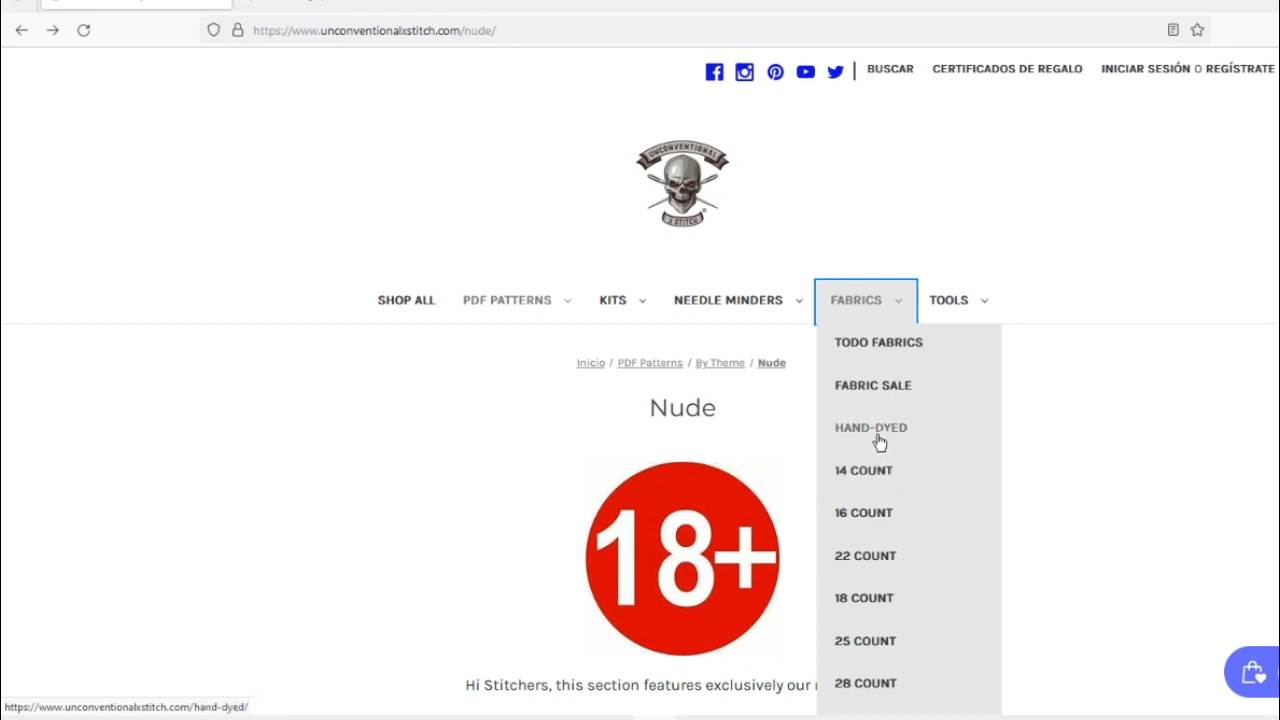 https://www.unconventionalxstitch.com/nude/
BUSCAR CERTIFICADOS DE REGALO INICIAR SESIÓN O REGÍSTRATE
UNCONVENTIONAL
X STITCH
SHOP ALL PDF PATTERNS KITS NEEDLE MINDERS FABRICS TOOLS
TODO FABRICS
Inicio / PDF Patterns / By Theme / Nude
FABRIC SALE
Nude
HAND-DYED
14 COUNT
16 COUNT
18+
22 COUNT
18 COUNT
25 COUNT
28 COUNT
Hi Stitchers, this section features exclusively our
https://www.unconventionalxstitch.com/hand-dyed/